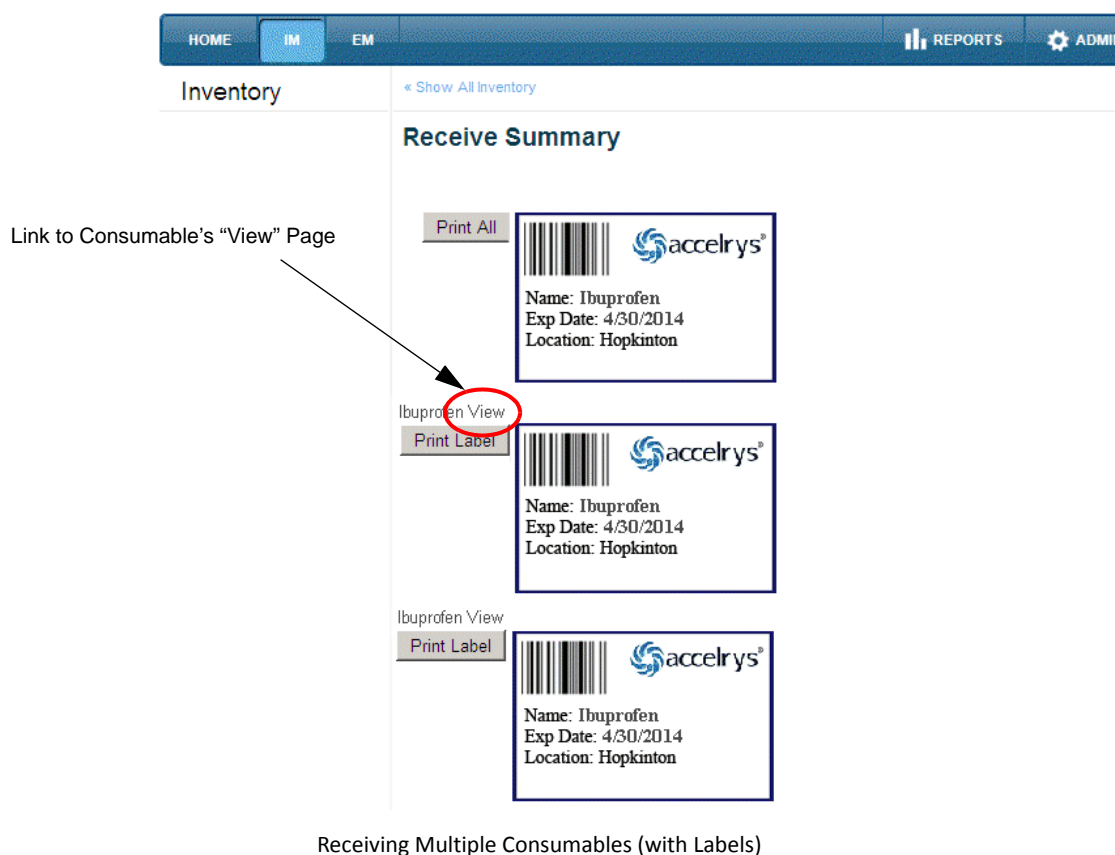 HOME IM EM REPORTS ADMI
Inventory
« Show All Inventory
Receive Summary
Link to Consumable's “View” Page
Print All
accelrys®
Name: Ibuprofen
Exp Date: 4/30/2014
Location: Hopkinton
Ibuprofen View
Print Label
accelrys®
Name: Ibuprofen
Exp Date: 4/30/2014
Location: Hopkinton
Ibuprofen View
Print Label
accelrys®
Name: Ibuprofen
Exp Date: 4/30/2014
Location: Hopkinton
Receiving Multiple Consumables (with Labels)